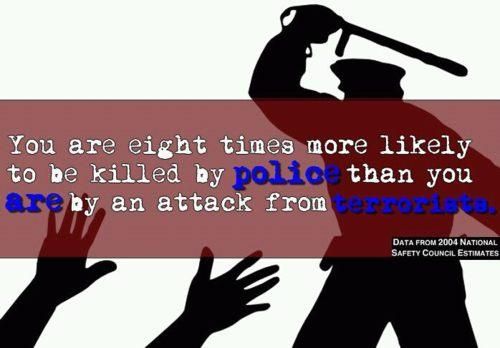 You are eight times more likely
to be killed by police than you
are by an attack from terrorists.
DATA FROM 2004 NATIONAL
SAFETY COUNCIL ESTIMATES